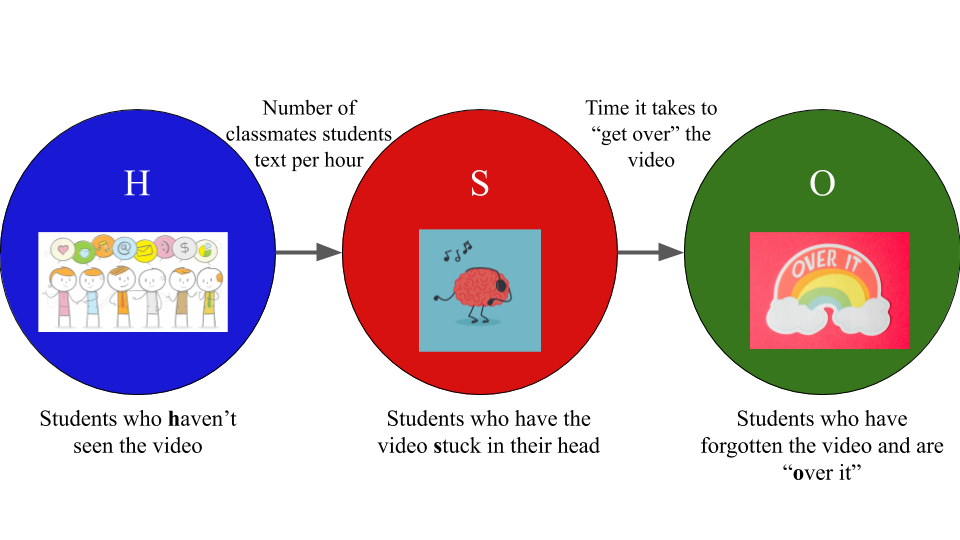 Number of
classmates students
text per hour
Time it takes to
“get over” the
video
H
S
O
@
$
OVER IT
Students who haven’t
seen the video
Students who have the
video stuck in their head
Students who have
forgotten the video and are
“over it”